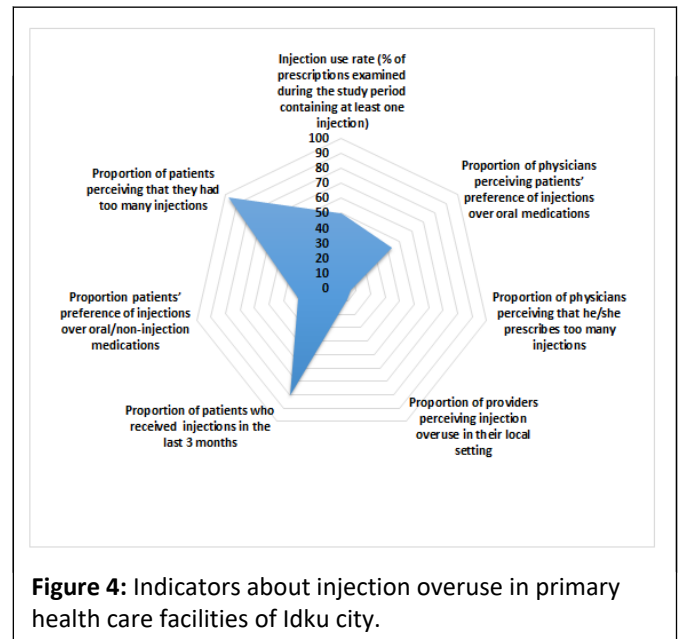 Injection use rate (% of
prescriptions examined
during the study period
containing at least one
injection)
100
90
80
70
60
50
40
30
20
10
0
Proportion of physicians
perceiving patients'
preference of injections
over oral medications
Proportion of physicians
perceiving that he/she
prescribes too many
injections
Proportion of providers
perceiving injection
overuse in their local
setting
Proportion of patients who
received injections in the
last 3 months
Proportion patients'
preference of injections
over oral/non-injection
medications
Proportion of patients
perceiving that they had
too many injections
Figure 4: Indicators about injection overuse in primary
health care facilities of Idku city.